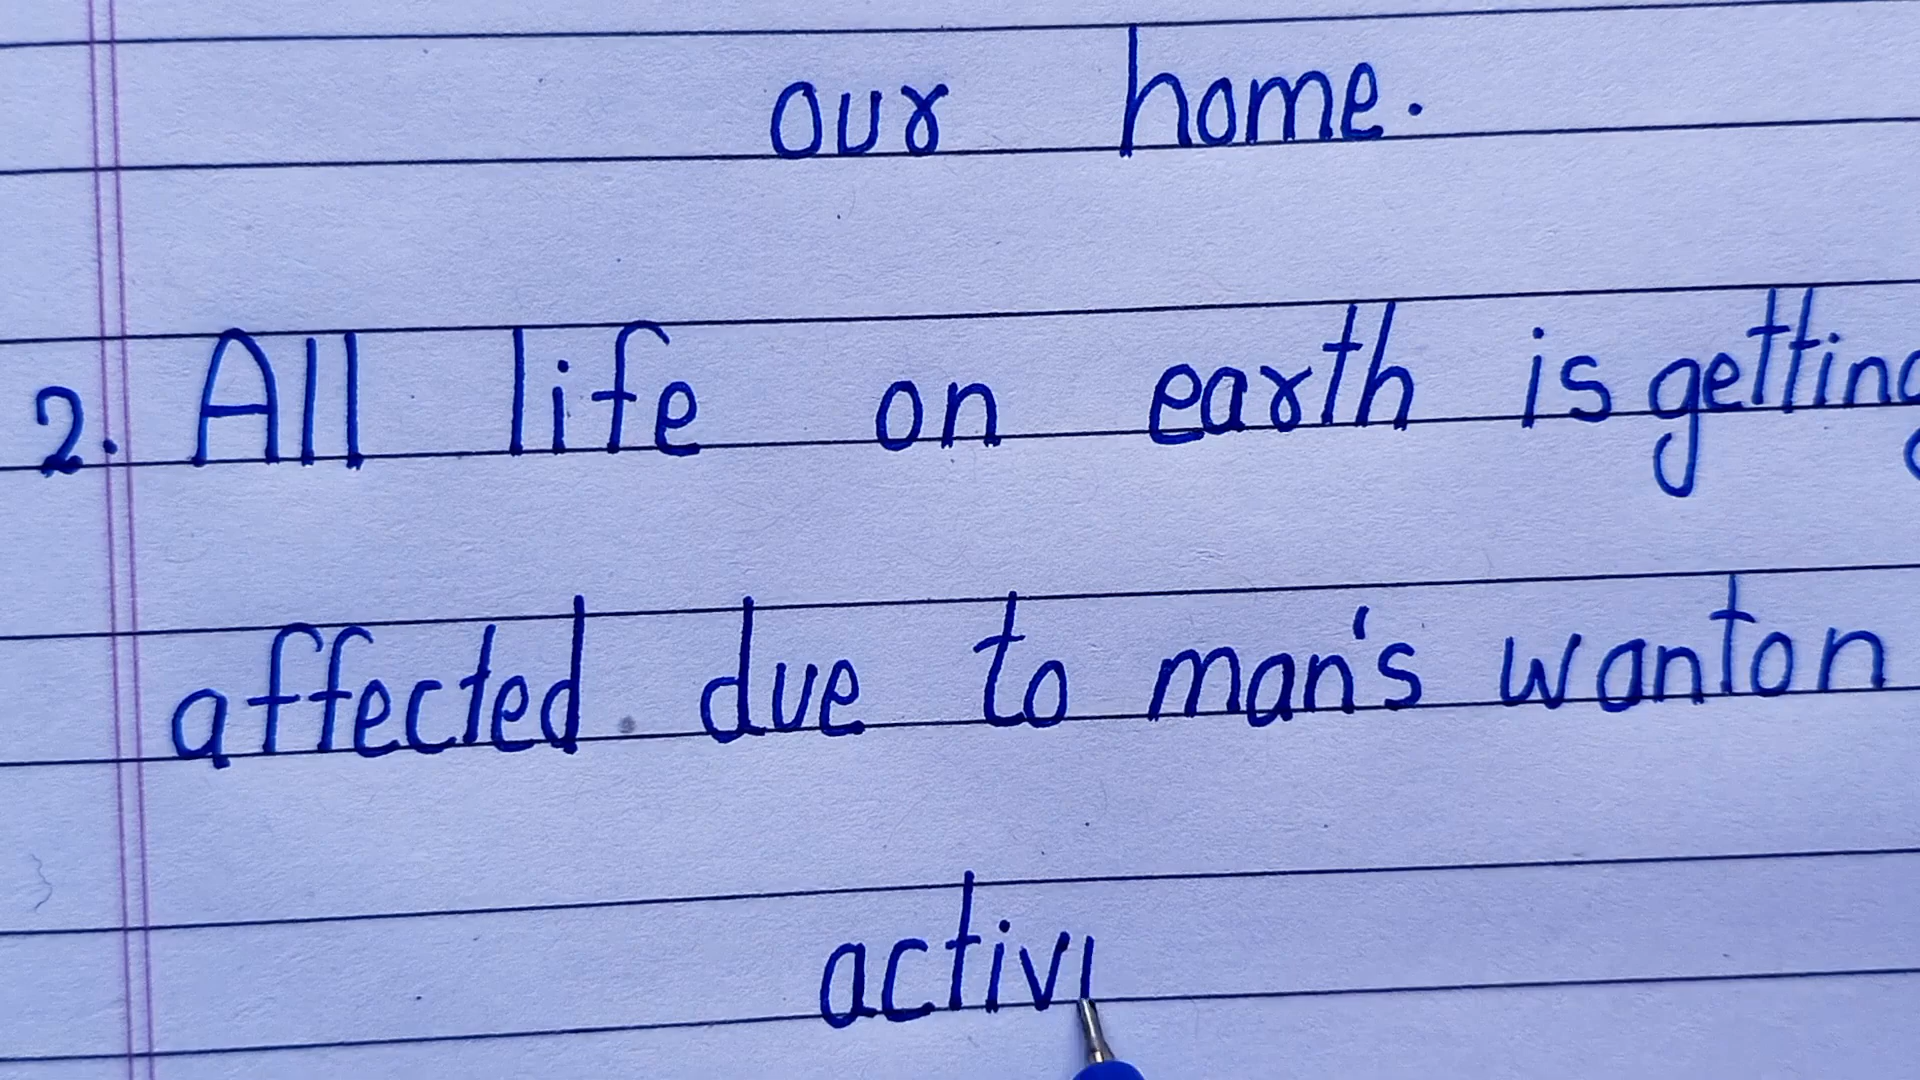 our home.
2. All life on earth is getting
affected due to man's wanton
activi